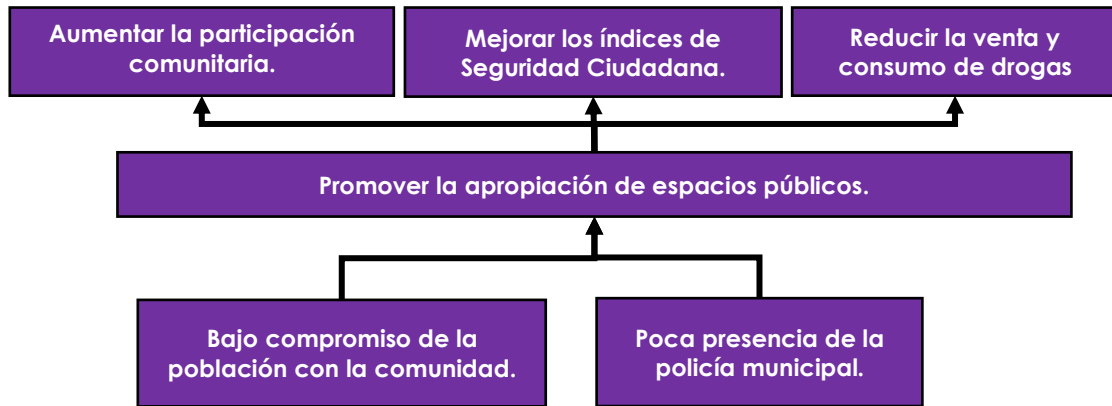 Aumentar la participación
comunitaria.
Mejorar los índices de
Seguridad Ciudadana.
Reducir la venta y
consumo de drogas
Promover la apropiación de espacios públicos.
Bajo compromiso de la
población con la comunidad.
Poca presencia de la
policía municipal.